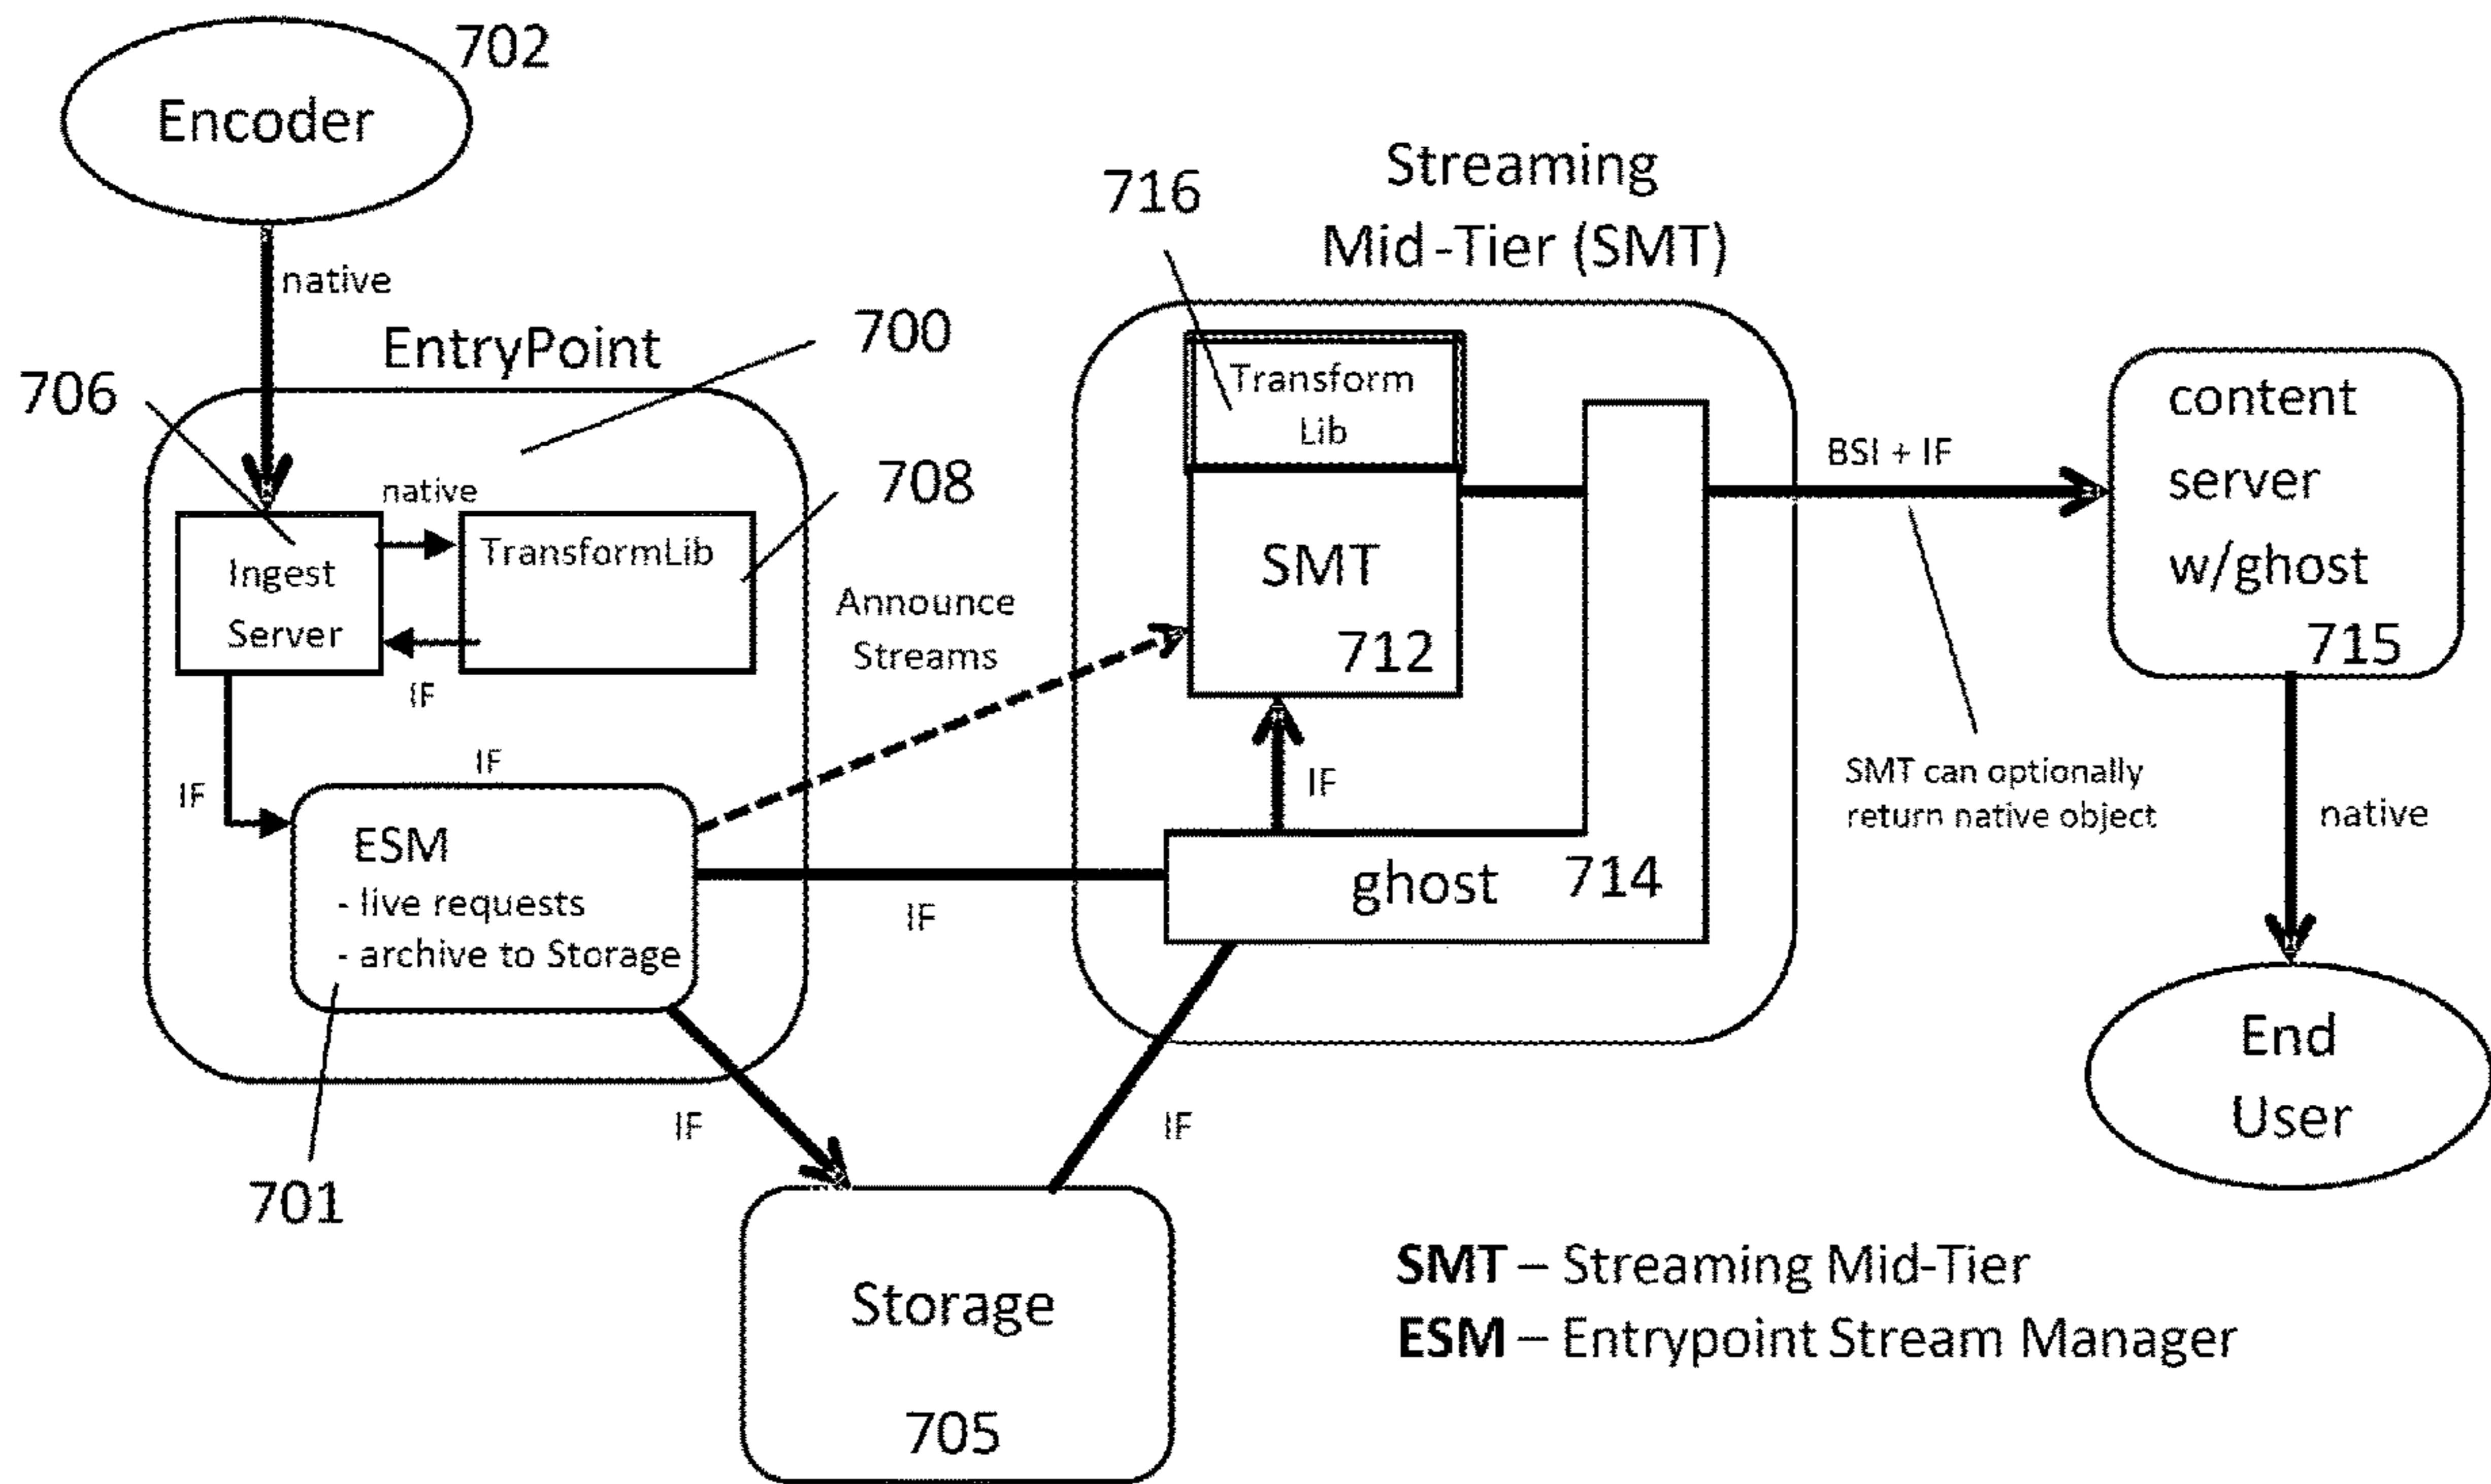 702
Encoder
native
EntryPoint
700
706
708
native
Ingest
Server
TransformLib
IF
IF
IF
ESM
- live requests
- archive to Storage
701
Announce
Streams
IF
IF
Storage
705
IF
Streaming
Mid-Tier (SMT)
716
Transform
Lib
SMT
712
IF
ghost
714
BSI + IF
SMT can optionally
return native object
content
server
w/ghost
715
native
End
User
SMT – Streaming Mid-Tier
ESM – Entrypoint Stream Manager